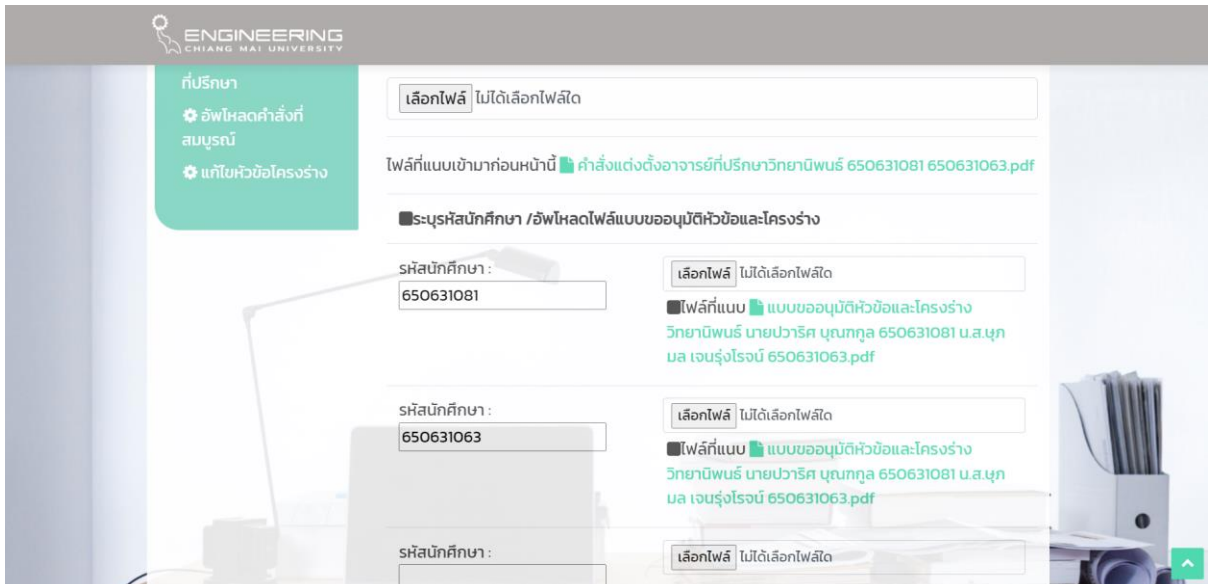 ENGINEERING
CHIANG MAI UNIVERSITY
ที่ปรึกษา
อัพโหลดคำสั่งที่
สมบูรณ์
แก้ไขหัวข้อโครงร่าง
เลือกไฟล์ ไม่ได้เลือกไฟล์ใด
ไฟล์ที่แนบเข้ามาก่อนหน้านี้ คำสั่งแต่งตั้งอาจารย์ที่ปรึกษาวิทยานิพนธ์ 650631081 650631063.pdf
ระบุรหัสนักศึกษา /อัพโหลดไฟล์แบบขออนุมัติหัวข้อและโครงร่าง
รหัสนักศึกษา :
650631081
เลือกไฟล์ ไม่ได้เลือกไฟล์ใด
ไฟล์ที่แนบ แบบขออนุมัติหัวข้อและโครงร่าง
วิทยานิพนธ์ นายปวาริศ บุณฑกูล 650631081 น.ส.ษุภ
มล เจนรุ่งโรจน์ 650631063.pdf
รหัสนักศึกษา :
650631063
เลือกไฟล์ ไม่ได้เลือกไฟล์ใด
ไฟล์ที่แนบ แบบขออนุมัติหัวข้อและโครงร่าง
วิทยานิพนธ์ นายปวาริศ บุณฑกูล 650631081 น.ส.ษุภ
มล เจนรุ่งโรจน์ 650631063.pdf
รหัสนักศึกษา :
เลือกไฟล์ ไม่ได้เลือกไฟล์ใด